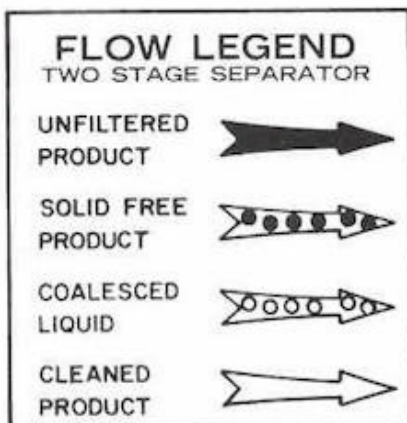 FLOW LEGEND
TWO STAGE SEPARATOR
UNFILTERED
PRODUCT
SOLID FREE
PRODUCT
COALESCED
LIQUID
CLEANED
PRODUCT